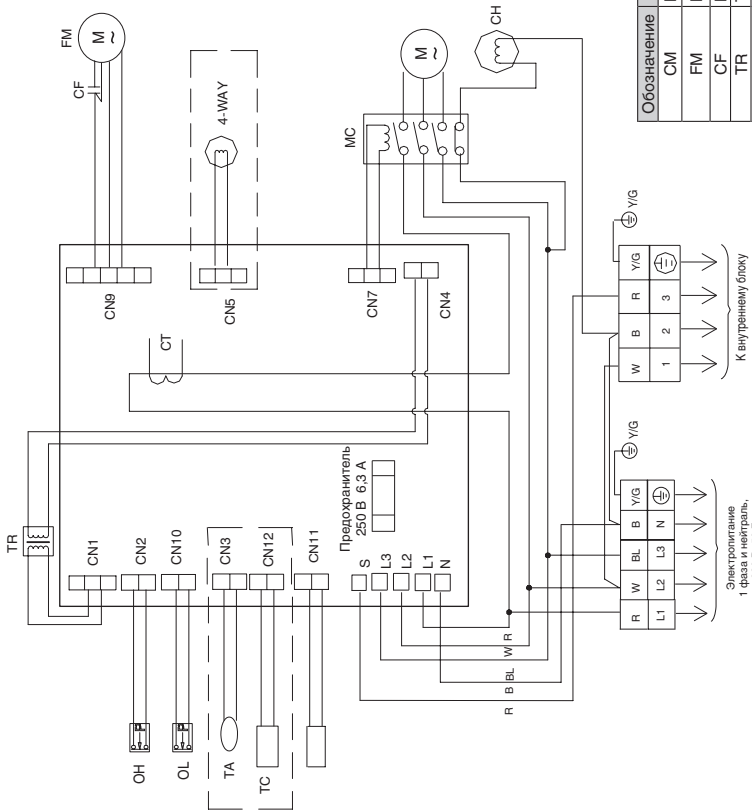 FM
M
~
CF
4-WAY
M
~
CH
MC
CN9
CN5
CN7
CN4
CT
TR
CN1
CN2
CN10
CN3
CN12
CN11
Предохранитель
250 В 6,3 А
S
L3
L2
L1
N
OH
OL
TA
TC
R B BL W R
Y/G
Y/G
R B W Y/G
3 2 1
К внутреннему блоку
Y/G B BL W R
N L3 L2 L1
Электропитание
1 фаза и нейтраль,
Обозначение
CM
FM
CF
TR